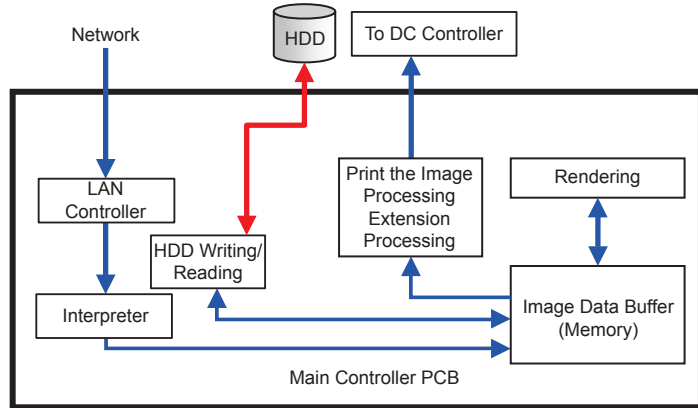 Network
HDD
To DC Controller
LAN
Controller
Print the Image
Processing
Extension
Processing
Rendering
HDD Writing/
Reading
Interpreter
Image Data Buffer
(Memory)
Main Controller PCB